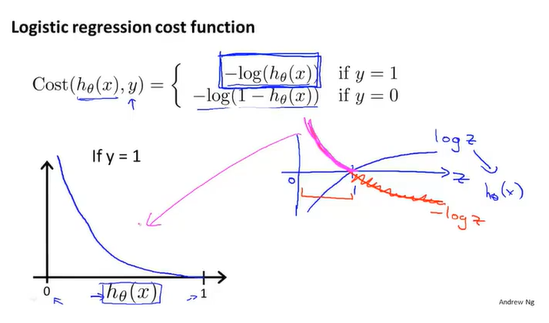 Logistic regression cost function
Cost(hθ(x), y) = { −log(hθ(x)) if y = 1
−log(1 − hθ(x)) if y = 0
If y = 1
log z
z
0
1
hθ(x)
−log z
0 hθ(x) 1
Andrew Ng